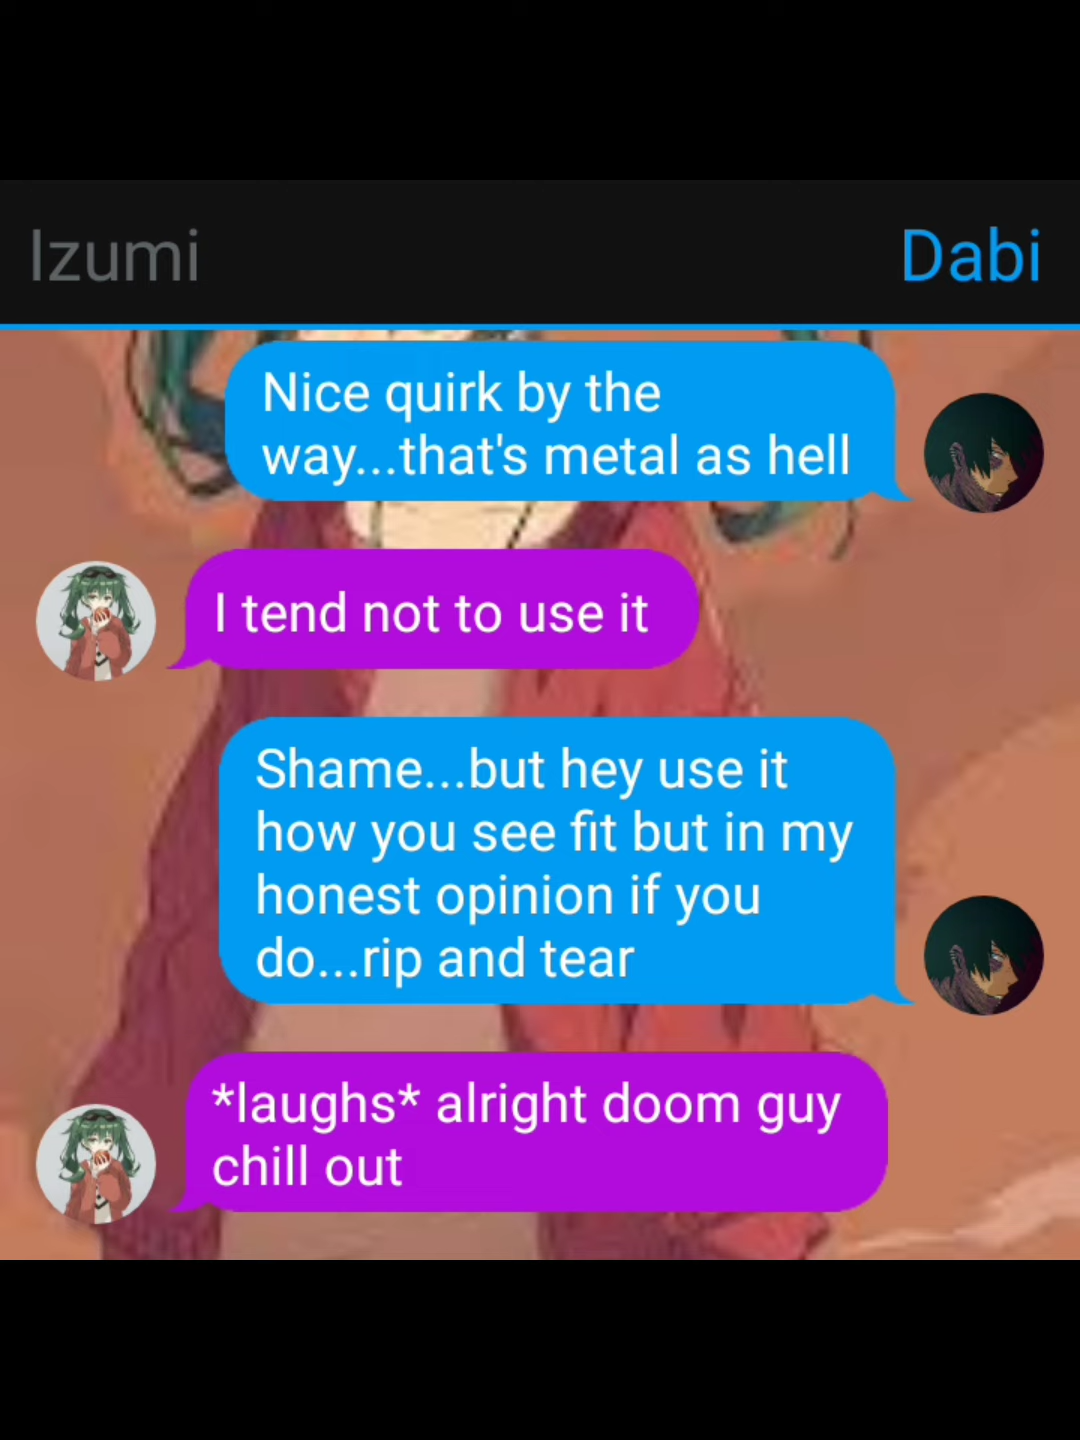 Izumi Dabi
Nice quirk by the
way...that's metal as hell
I tend not to use it
Shame...but hey use it
how you see fit but in my
honest opinion if you
do...rip and tear
*laughs* alright doom guy
chill out